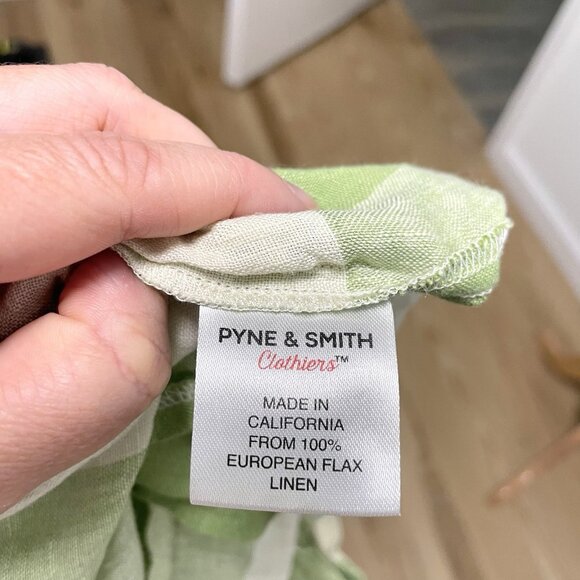 PYNE & SMITH
Clothiers™
MADE IN
CALIFORNIA
FROM 100%
EUROPEAN FLAX
LINEN